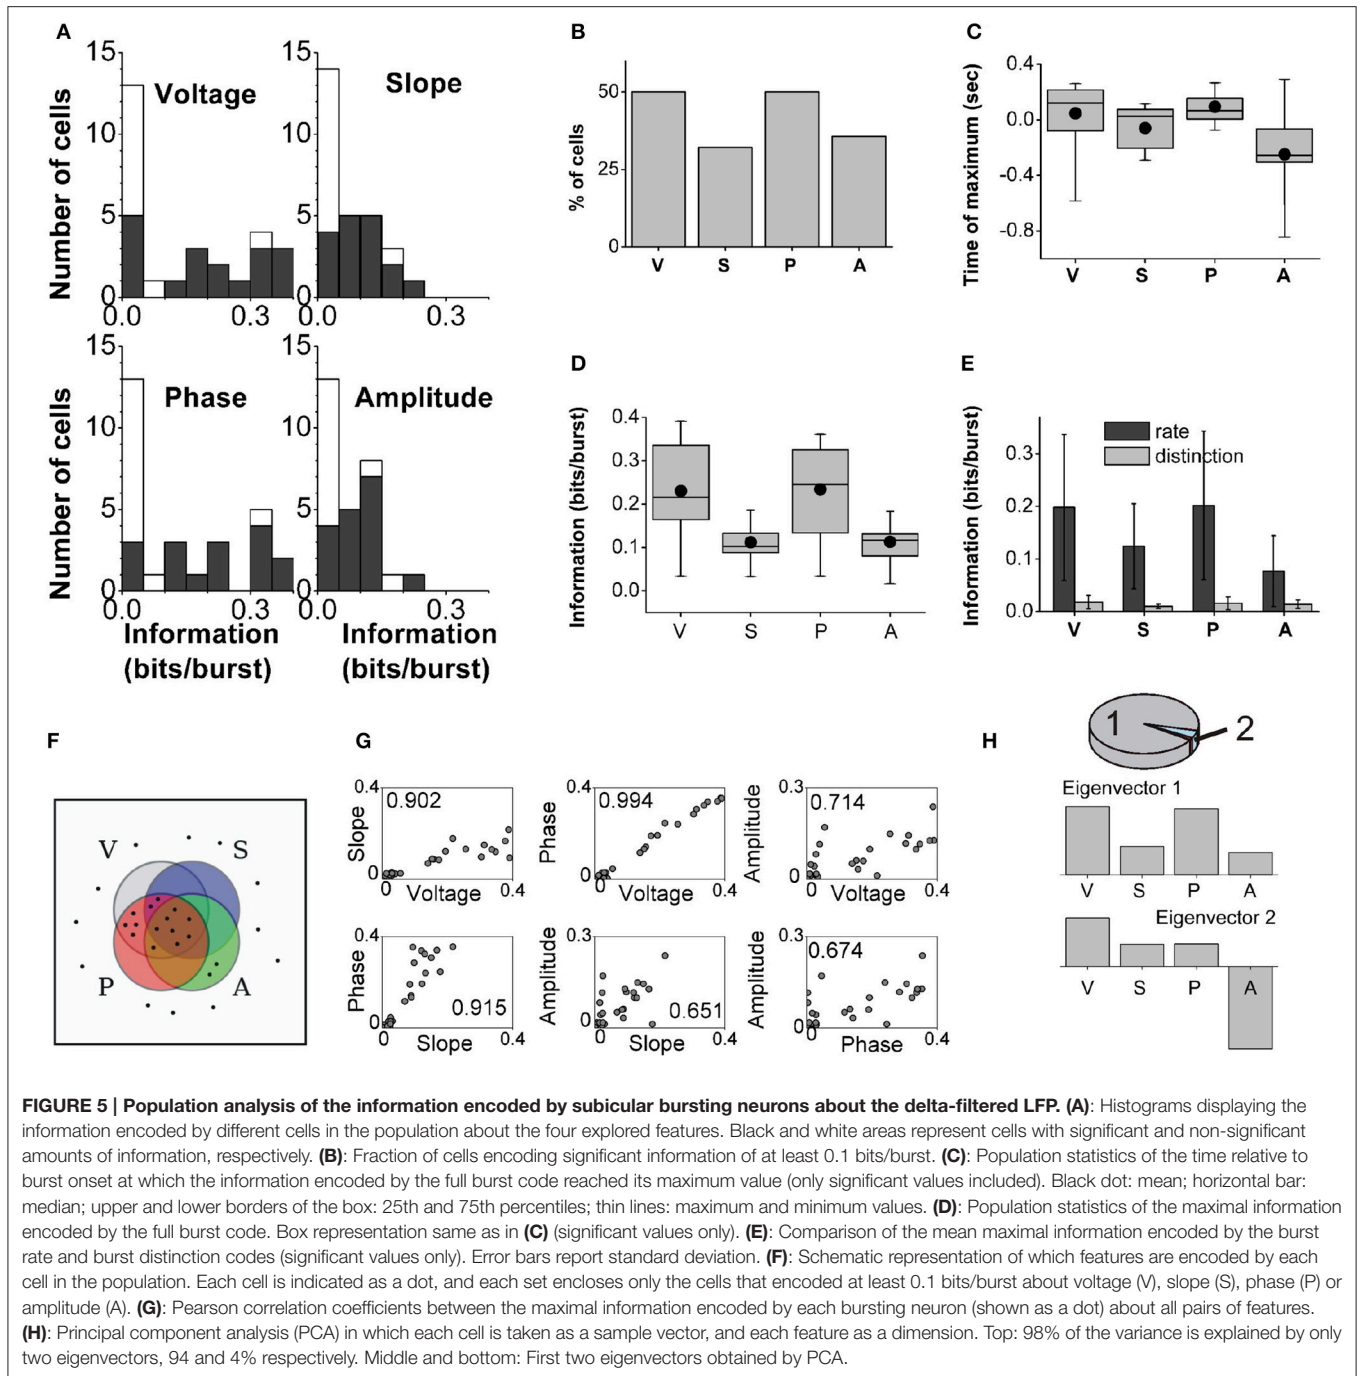 A
15
10
5
0
Number of cells
Voltage
0.0
0.3
15
10
5
0
Slope
0.0
0.3
15
10
5
0
Number of cells
Phase
0.0
0.3
Information
(bits/burst)
15
10
5
0
Amplitude
0.0
0.3
Information
(bits/burst)
B
% of cells
50
25
0
V S P A
C
Time of maximum (sec)
0.4
0.0
-0.4
-0.8
V S P A
D
Information (bits/burst)
0.4
0.3
0.2
0.1
0.0
V S P A
E
Information (bits/burst)
0.3
0.2
0.1
0.0
rate
distinction
V S P A
F
V S
P A
G
0.4
Slope
0.902
0
0 Voltage 0.4
0.4
Phase
0.994
0
0 Voltage 0.4
0.3
Amplitude
0.714
0
0 Voltage 0.4
0.4
Phase
0.915
0
0 Slope 0.4
0.3
Amplitude
0.651
0
0 Slope 0.4
0.3
Amplitude
0.674
0
0 Phase 0.4
H
1
2
Eigenvector 1
V S P A
Eigenvector 2
V S P A
FIGURE 5 | Population analysis of the information encoded by subicular bursting neurons about the delta-filtered LFP. (A): Histograms displaying the
information encoded by different cells in the population about the four explored features. Black and white areas represent cells with significant and non-significant
amounts of information, respectively. (B): Fraction of cells encoding significant information of at least 0.1 bits/burst. (C): Population statistics of the time relative to
burst onset at which the information encoded by the full burst code reached its maximum value (only significant values included). Black dot: mean; horizontal bar:
median; upper and lower borders of the box: 25th and 75th percentiles; thin lines: maximum and minimum values. (D): Population statistics of the maximal information
encoded by the full burst code. Box representation same as in (C) (significant values only). (E): Comparison of the mean maximal information encoded by the burst
rate and burst distinction codes (significant values only). Error bars report standard deviation. (F): Schematic representation of which features are encoded by each
cell in the population. Each cell is indicated as a dot, and each set encloses only the cells that encoded at least 0.1 bits/burst about voltage (V), slope (S), phase (P) or
amplitude (A). (G): Pearson correlation coefficients between the maximal information encoded by each bursting neuron (shown as a dot) about all pairs of features.
(H): Principal component analysis (PCA) in which each cell is taken as a sample vector, and each feature as a dimension. Top: 98% of the variance is explained by only
two eigenvectors, 94 and 4% respectively. Middle and bottom: First two eigenvectors obtained by PCA.